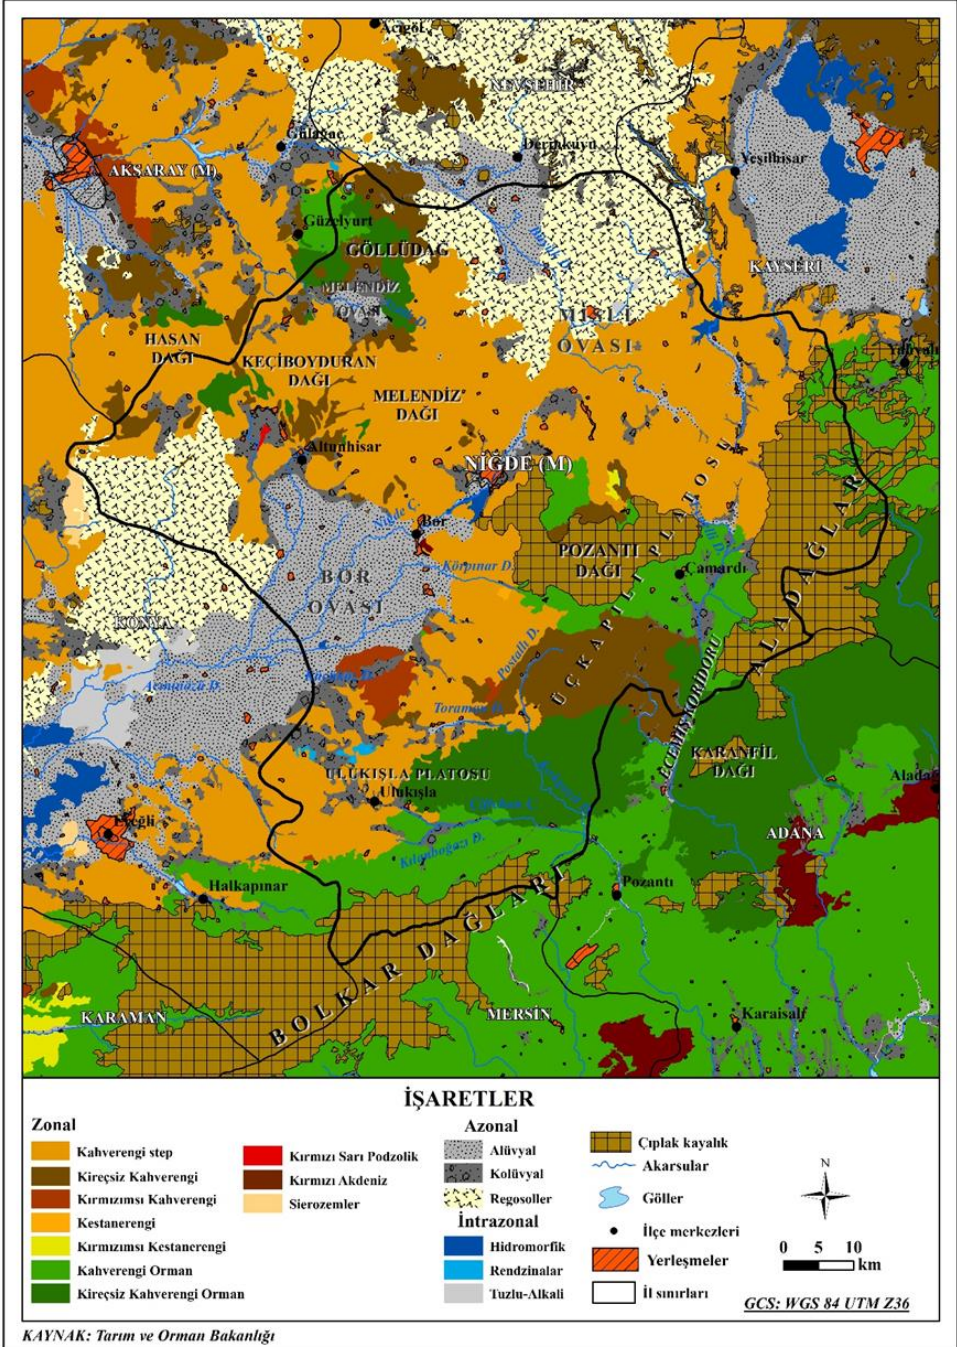 Acıgöl
NEVŞEHİR
Gülağaç
Derinkuyu
Yeşilhisar
AKSARAY (M)
Güzelyurt
GÖLLÜDAĞ
KAYSERİ
MELENDİZ
OVASI
MİSLİ
OVASI
HASAN
DAĞI
KEÇİBOYDURAN
DAĞI
Yahyalı
MELENDİZ
DAĞI
Altunhisar
NİĞDE (M)
Niğde Ç.
Bor
POZANTI
DAĞI
ÜÇKAPILI PLATOSU
Çamardı
ALADAĞLAR
BOR
OVASI
Körpınar D.
KONYA
Postallı D.
ECEMİŞ KORİDORU
Toraman D.
KARANFİL
DAĞI
ULUKIŞLA PLATOSU
Ulukışla
Çiftehan Ç.
Aladağ
Ereğli
ADANA
Kılanboğazı D.
Halkapınar
Pozantı
BOLKAR DAĞLARI
KARAMAN
MERSİN
Karaisalı
İŞARETLER
Zonal
Kahverengi step
Kireçsiz Kahverengi
Kırmızımsı Kahverengi
Kestanerengi
Kırmızımsı Kestanerengi
Kahverengi Orman
Kireçsiz Kahverengi Orman
Kırmızı Sarı Podzolik
Kırmızı Akdeniz
Sierozemler
Azonal
Alüvyal
Kolüvyal
Regosoller
İntrazonal
Hidromorfik
Rendzinalar
Tuzlu-Alkali
Çıplak kayalık
Akarsular
Göller
İlçe merkezleri
Yerleşmeler
İl sınırları
N
0 5 10
km
GCS: WGS 84 UTM Z36
KAYNAK: Tarım ve Orman Bakanlığı